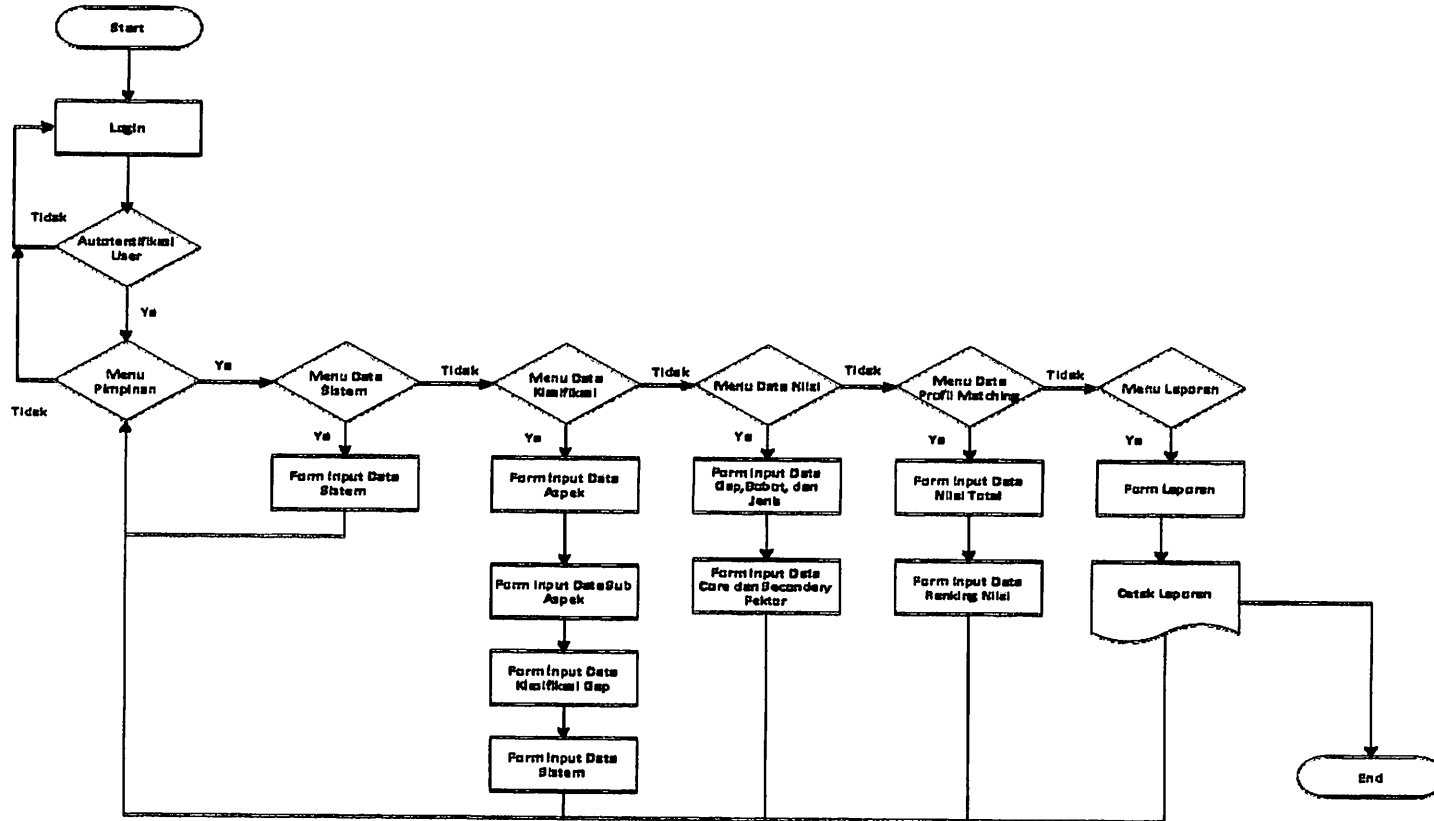 Start
Login
Tidak
Autotentifikasi
User
Ya
Menu
Pimpinan
Ya
Menu Data
Sistem
Tidak
Menu Data
Klasifikasi
Tidak
Menu Data Nilai
Tidak
Menu Data
Profil Matching
Tidak
Menu Laporan
Tidak
Ya
Ya
Ya
Ya
Ya
Form Input Data
Sistem
Form Input Data
Aspek
Form Input Data
Gap, Bobot, dan
Jenis
Form Input Data
Nilai Total
Form Laporan
Form Input Data Sub
Aspek
Form Input Data
Core dan Secondary
Fektor
Form Input Data
Ranking Nilai
Cetak Laporan
Form Input Data
Klasifikasi Gap
Form Input Data
Sistem
End